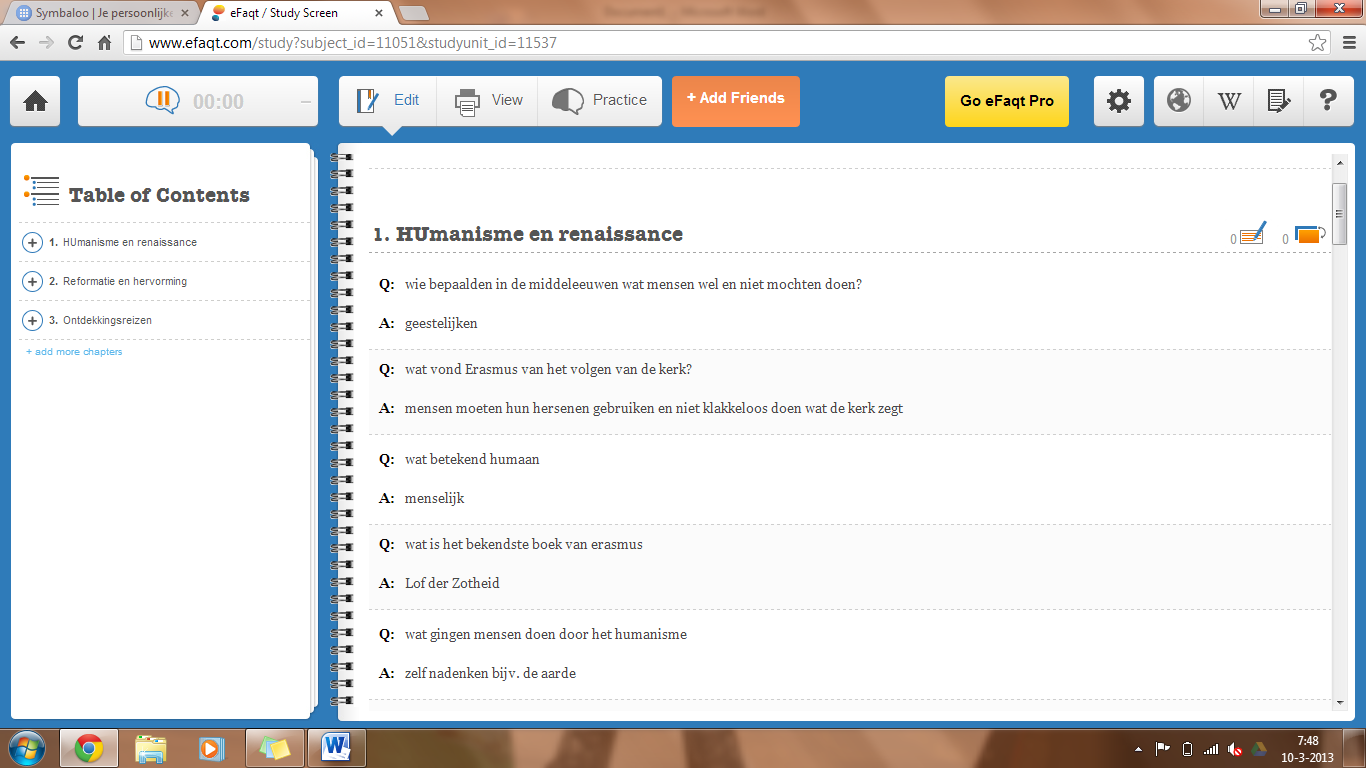 Symbaloo | Je persoonlijke
eFaqt / Study Screen
www.efaqt.com/study?subject_id=11051&studyunit_id=11537
00:00
Edit
View
Practice
+ Add Friends
Go eFaqt Pro
W
?
Table of Contents
1. HUmanisme en renaissance
2. Reformatie en hervorming
3. Ontdekkingsreizen
+ add more chapters
1. HUmanisme en renaissance
0
0
Q: wie bepaalden in de middeleeuwen wat mensen wel en niet mochten doen?
A: geestelijken
Q: wat vond Erasmus van het volgen van de kerk?
A: mensen moeten hun hersenen gebruiken en niet klakkeloos doen wat de kerk zegt
Q: wat betekend humaan
A: menselijk
Q: wat is het bekendste boek van erasmus
A: Lof der Zotheid
Q: wat gingen mensen doen door het humanisme
A: zelf nadenken bijv. de aarde
7:48
10-3-2013